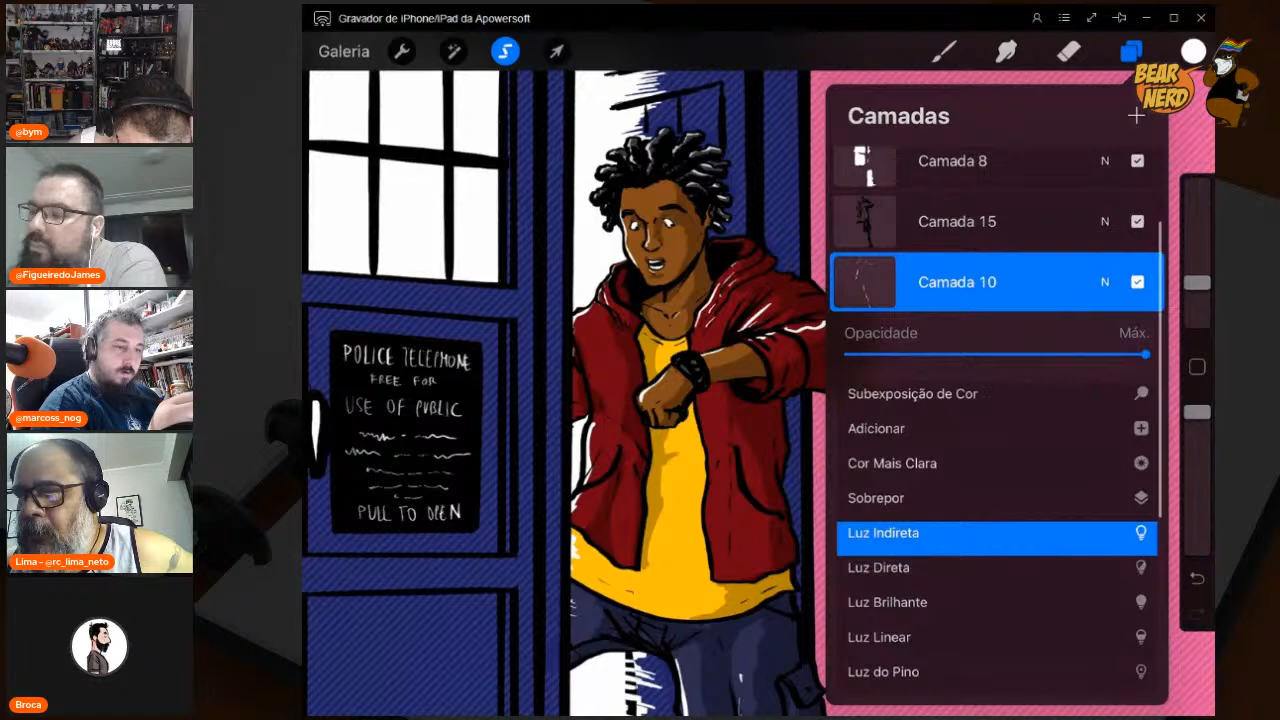 Gravador de iPhone/iPad da Apowersoft
Galeria
BEAR
NERD
@bym
@FigueiredoJames
@marcoss_nog
Lima - @rc_lima_neto
Broca
POLICE TELEPHONE
FREE FOR
USE OF PUBLIC
PULL TO OPEN
Camadas
Camada 8 N
Camada 15 N
Camada 10 N
Opacidade Máx.
Subexposição de Cor
Adicionar
Cor Mais Clara
Sobrepor
Luz Indireta
Luz Direta
Luz Brilhante
Luz Linear
Luz do Pino